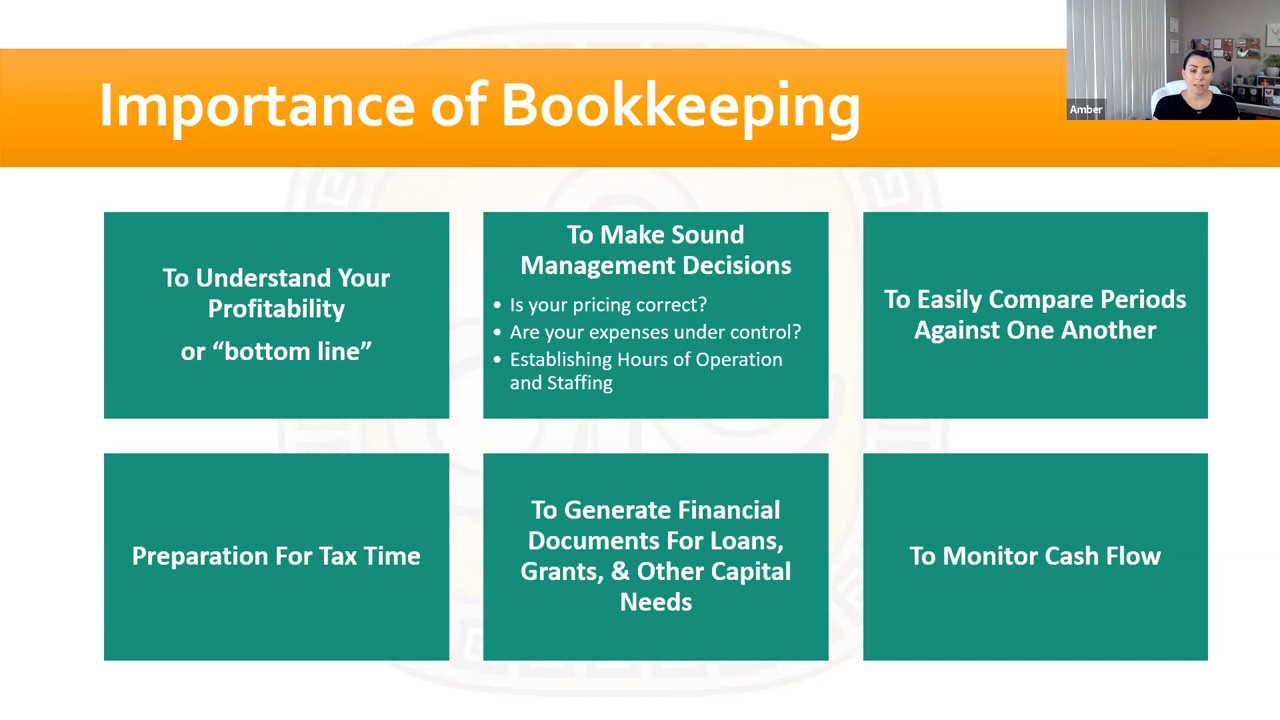 Importance of Bookkeeping
Amber
To Understand Your
Profitability
or “bottom line”
To Make Sound
Management Decisions
• Is your pricing correct?
• Are your expenses under control?
• Establishing Hours of Operation
and Staffing
To Easily Compare Periods
Against One Another
Preparation For Tax Time
To Generate Financial
Documents For Loans,
Grants, & Other Capital
Needs
To Monitor Cash Flow